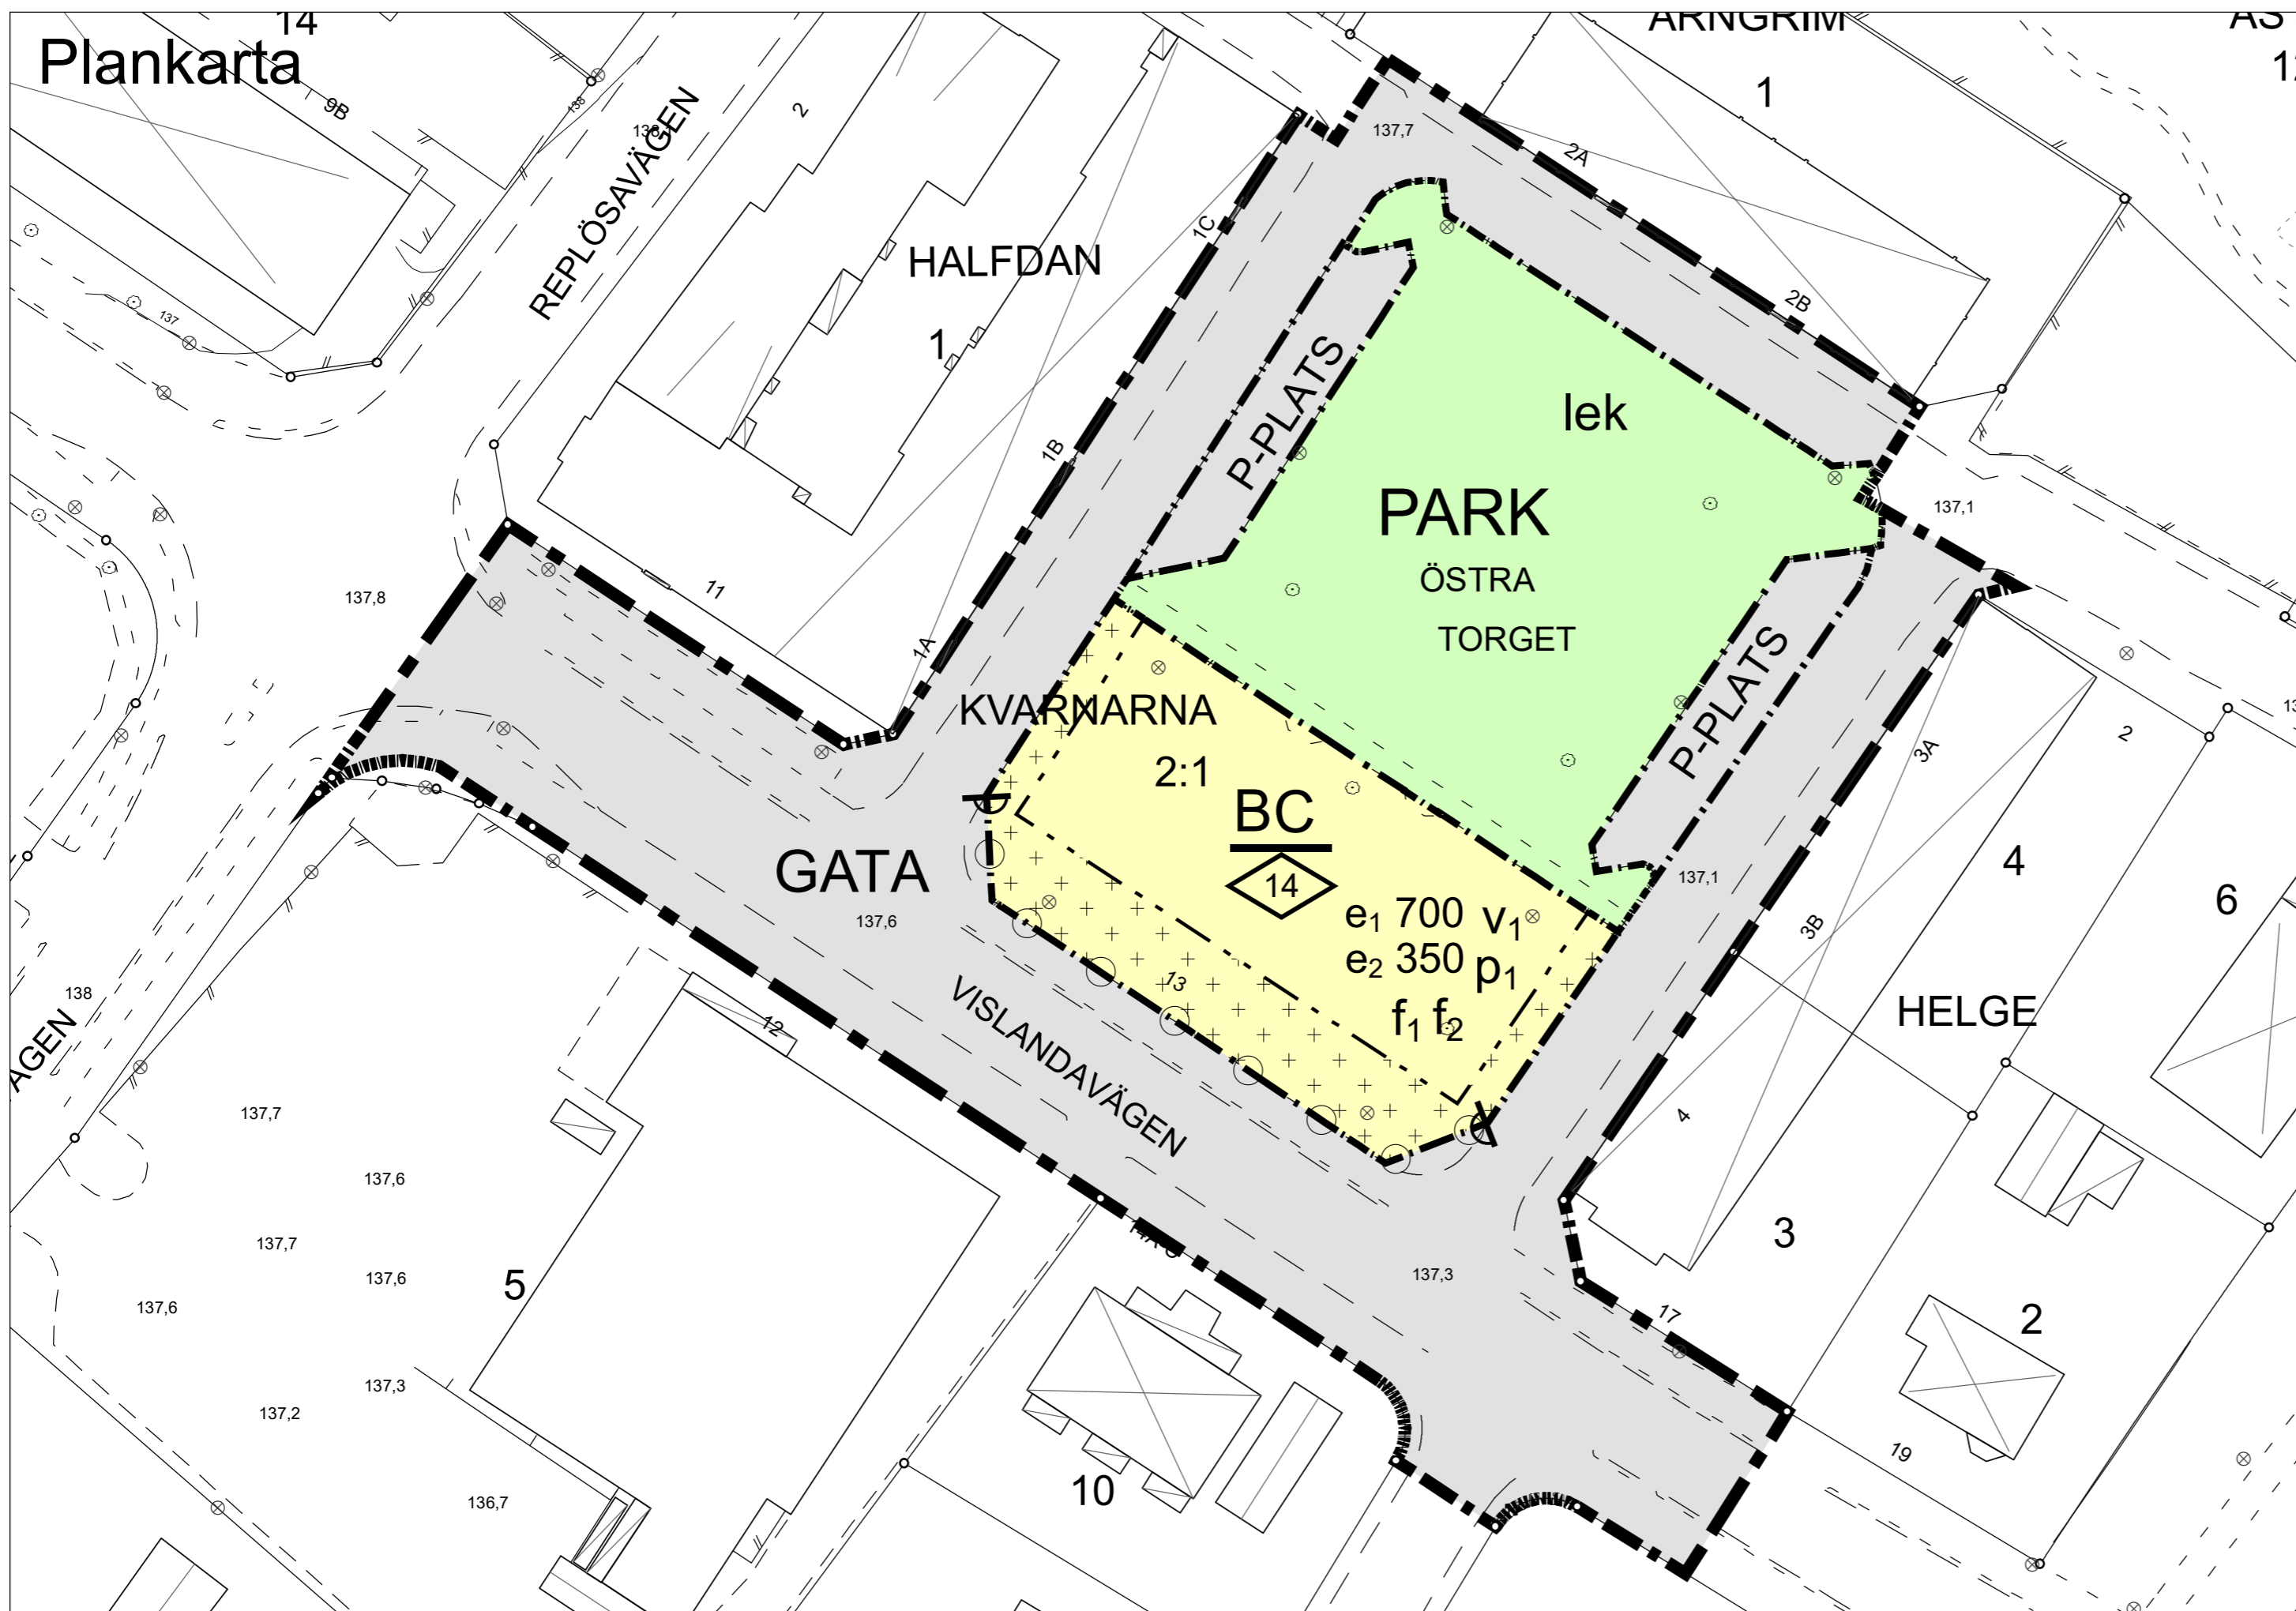 Plankarta
14
9B
138
REPLÖSAVÄGEN
2
137
HALFDAN
1
1C
1B
1A
11
137,7
2A
2B
ARNGRIM
1
AS
P-PLATS
lek
PARK
ÖSTRA
TORGET
P-PLATS
137,1
137,8
KVARNARNA
2:1
BC
14
e1 700 v1
e2 350 p1
f1 f2
GATA
137,6
13
VISLANDAVÄGEN
12
137,1
3A
3B
2
4
6
HELGE
4
3
2
17
19
137,3
138
AGEN
137,7
137,6
137,7
137,6
137,6
5
137,3
137,2
136,7
10